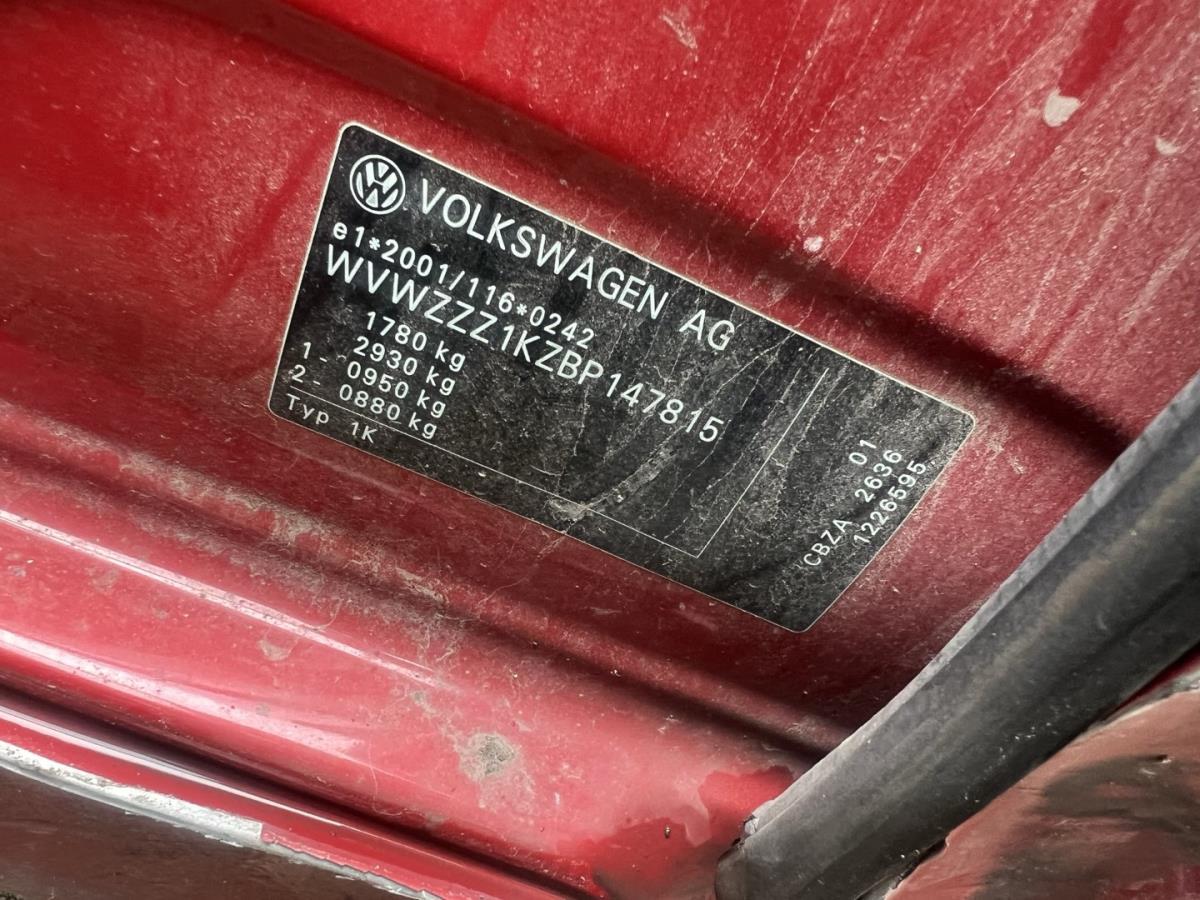 VOLKSWAGEN AG
e1*2001/116*0242
WVWZZZ1KZBP147815
1780 kg
2930 kg
1- 0950 kg
2- 0880 kg
Typ 1K
01
CBZA 2636
1226595